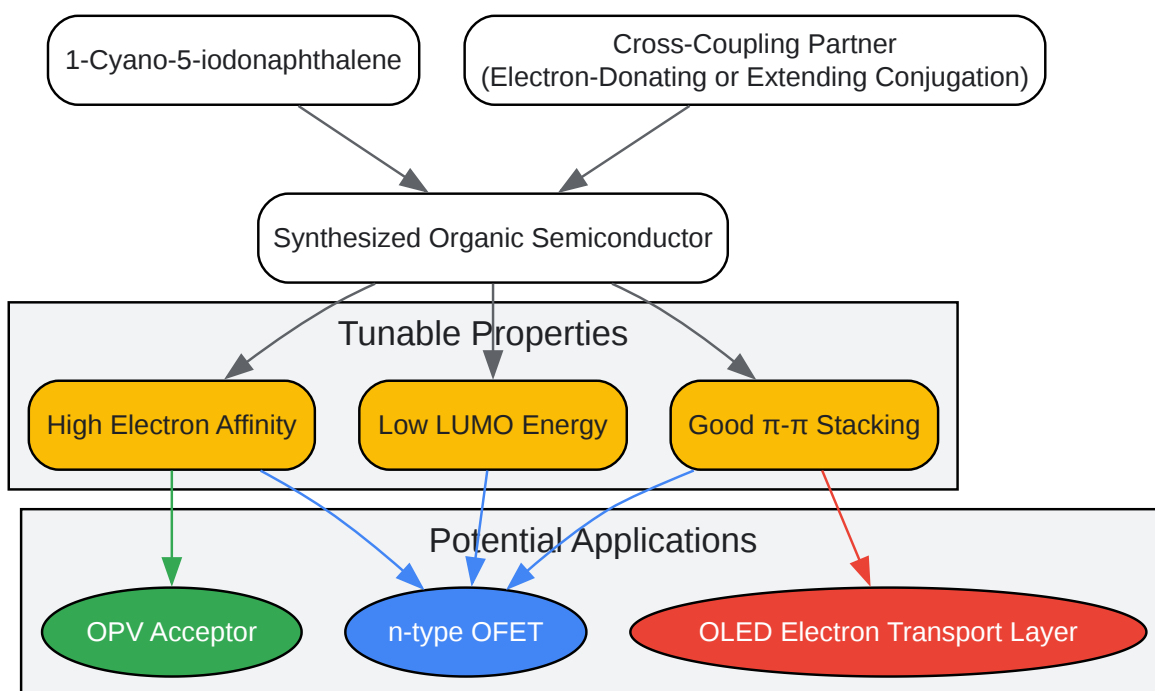 1-Cyano-5-iodonaphthalene
Cross-Coupling Partner
(Electron-Donating or Extending Conjugation)
Synthesized Organic Semiconductor
Tunable Properties
High Electron Affinity
Low LUMO Energy
Good π-π Stacking
Potential Applications
OPV Acceptor
n-type OFET
OLED Electron Transport Layer